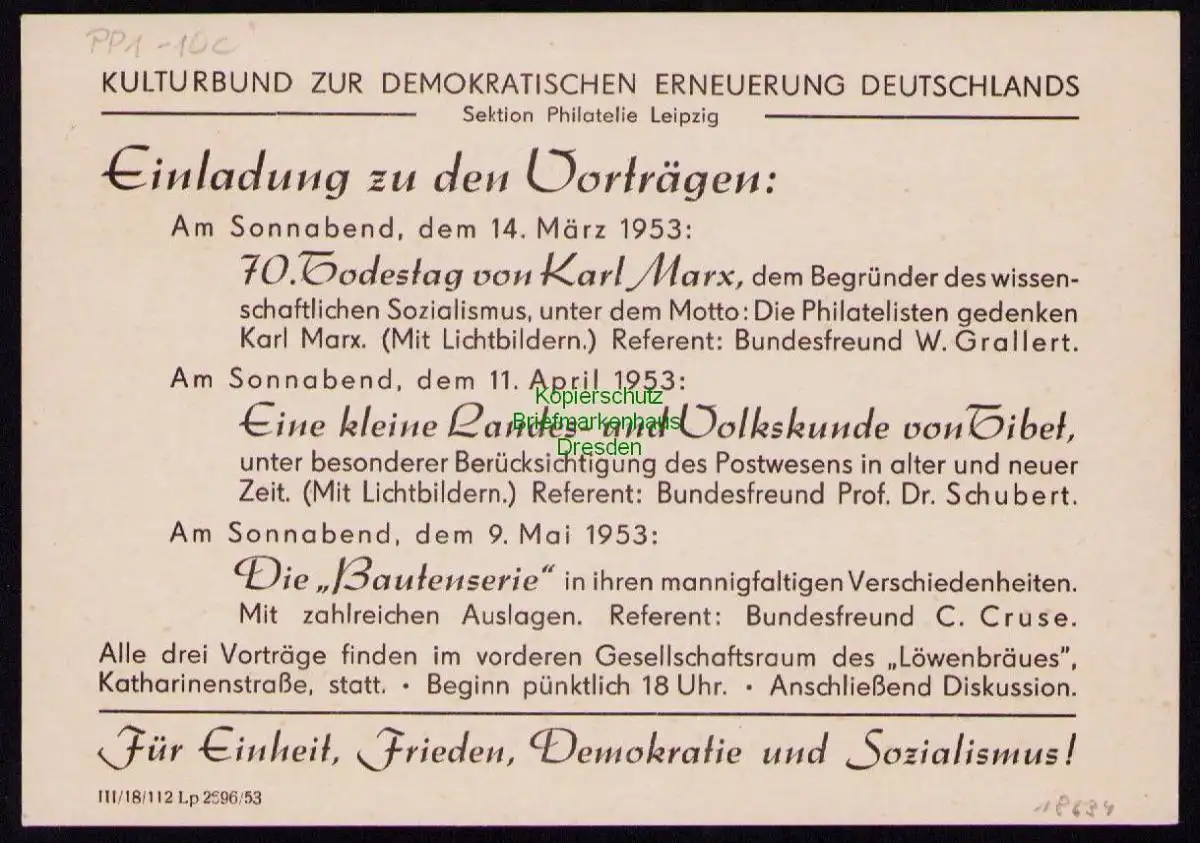 PP1-10c
KULTURBUND ZUR DEMOKRATISCHEN ERNEUERUNG DEUTSCHLANDS
Sektion Philatelie Leipzig
Einladung zu den Vorträgen:
Am Sonnabend, dem 14. März 1953:
70. Todestag von Karl Marx, dem Begründer des wissen-
schaftlichen Sozialismus, unter dem Motto: Die Philatelisten gedenken
Karl Marx. (Mit Lichtbildern.) Referent: Bundesfreund W. Grallert.
Am Sonnabend, dem 11. April 1953:
Kopierschutz
Briefmarkenhaus
Dresden
Eine kleine Landes- und Volkskunde von Tibet,
unter besonderer Berücksichtigung des Postwesens in alter und neuer
Zeit. (Mit Lichtbildern.) Referent: Bundesfreund Prof. Dr. Schubert.
Am Sonnabend, dem 9. Mai 1953:
Die „Bautenserie“ in ihren mannigfaltigen Verschiedenheiten.
Mit zahlreichen Auslagen. Referent: Bundesfreund C. Cruse.
Alle drei Vorträge finden im vorderen Gesellschaftsraum des „Löwenbräues",
Katharinenstraße, statt. • Beginn pünktlich 18 Uhr. • Anschließend Diskussion.
Für Einheit, Frieden, Demokratie und Sozialismus!
III/18/112 Lp 2596/53
18634